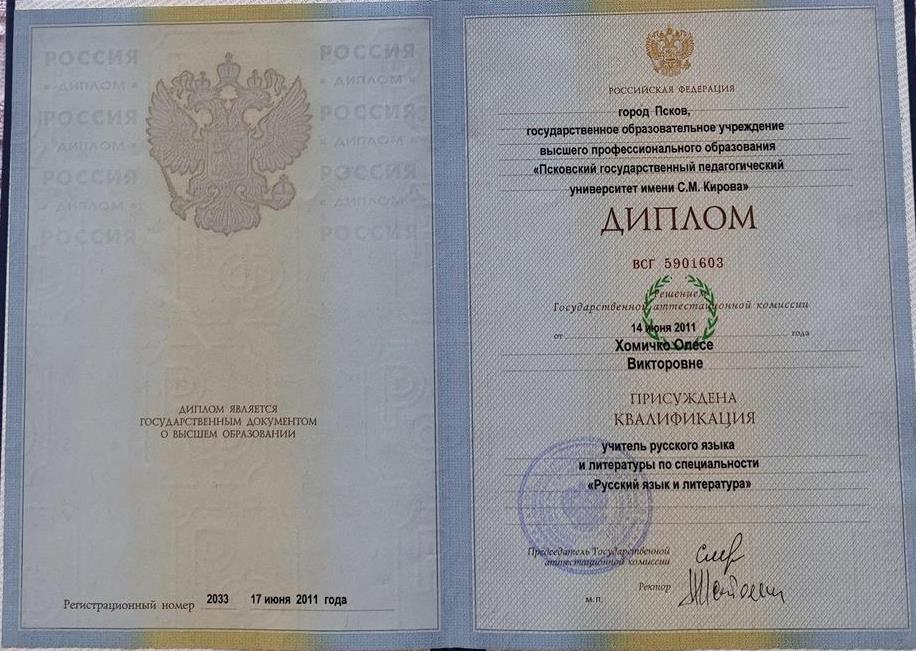 РОССИЯ РОССИЯ
• ДИПЛОМ • • ДИПЛОМ •
РОССИЯ РОССИЯ
• ДИПЛОМ • • ДИПЛОМ •
РОССИЯ РОССИЯ
• ДИПЛОМ • • ДИПЛОМ •
РОССИЯ РОССИЯ
ДИПЛОМ ЯВЛЯЕТСЯ
ГОСУДАРСТВЕННЫМ ДОКУМЕНТОМ
О ВЫСШЕМ ОБРАЗОВАНИИ
Регистрационный номер 2033 17 июня 2011 года
РОССИЙСКАЯ ФЕДЕРАЦИЯ
город Псков,
государственное образовательное учреждение
высшего профессионального образования
«Псковский государственный педагогический
университет имени С.М. Кирова»
ДИПЛОМ
ВСГ 5901603
Решением
Государственной аттестационной комиссии
от 14 июня 2011 года
Хомичко Олесе
Викторовне
ПРИСУЖДЕНА
КВАЛИФИКАЦИЯ
учитель русского языка
и литературы по специальности
«Русский язык и литература»
Председатель Государственной
аттестационной комиссии
Ректор
М.П.